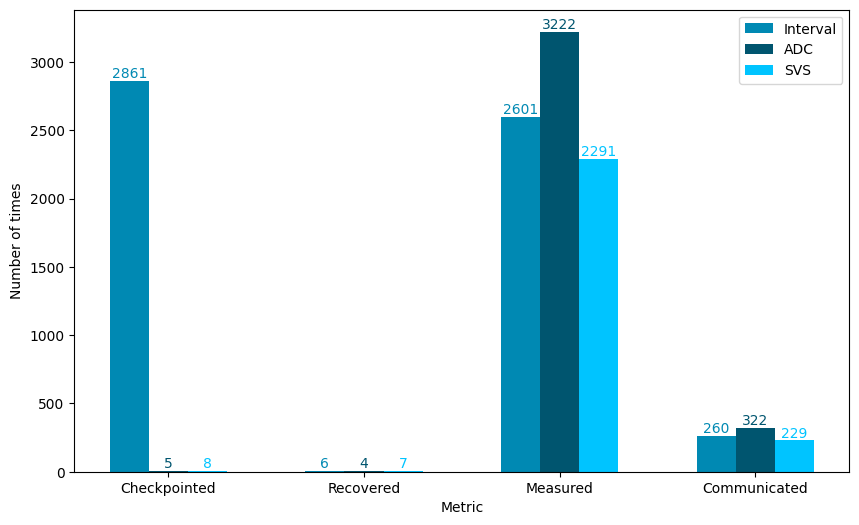 Number of times
3000
2500
2000
1500
1000
500
0
2861
5
8
6
4
7
2601
3222
2291
260
322
229
Interval
ADC
SVS
Checkpointed
Recovered
Measured
Communicated
Metric